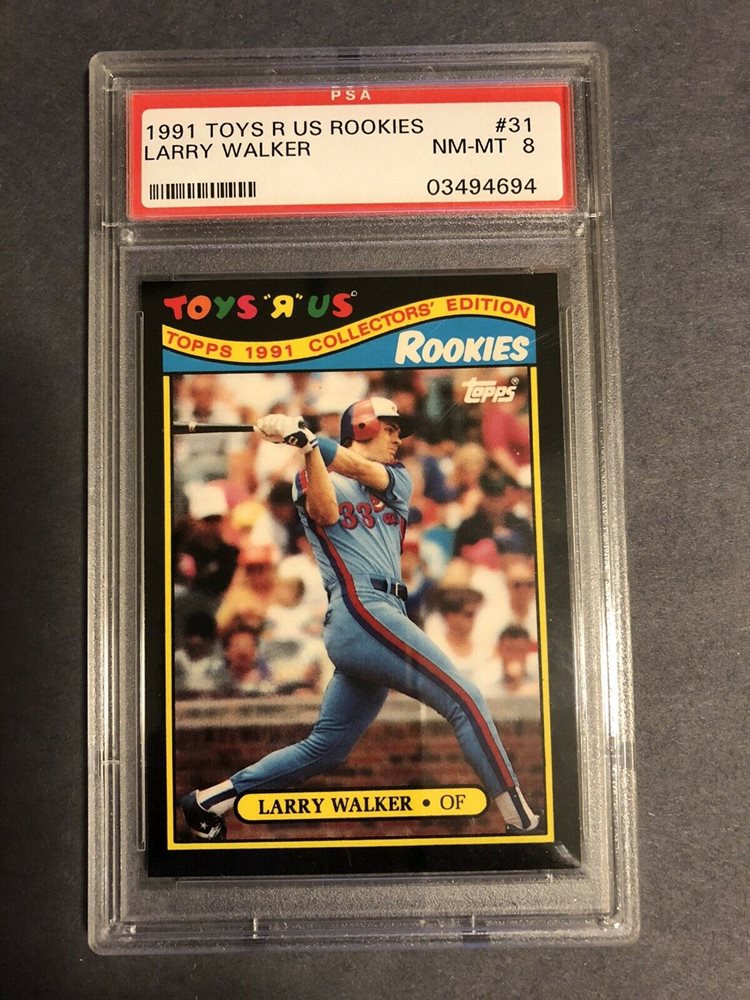 PSA
1991 TOYS R US ROOKIES #31
LARRY WALKER NM-MT 8
03494694
TOYS "Я" US®
TOPPS 1991 COLLECTORS' EDITION
ROOKIES
topps®
33
LARRY WALKER • OF